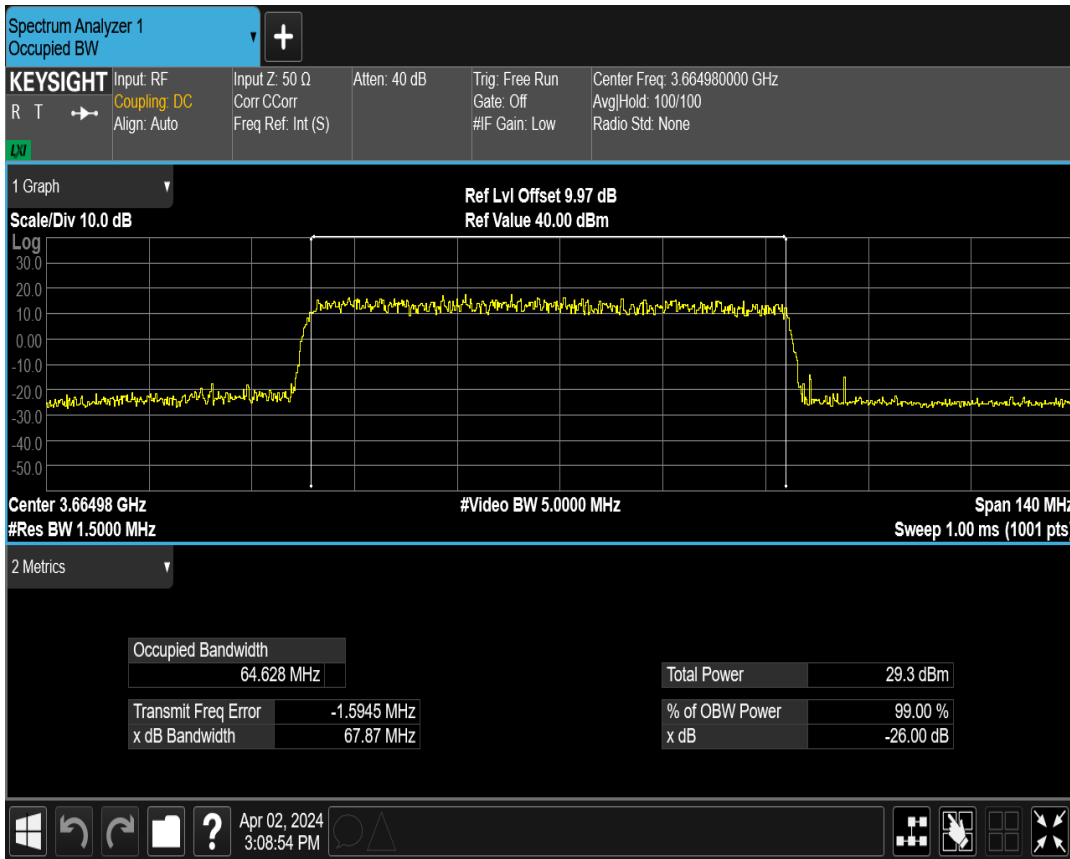 Spectrum Analyzer 1
Occupied BW
+
KEYSIGHT
R T
LXI
Input: RF
Coupling: DC
Align: Auto
Input Z: 50 Ω
Corr CCorr
Freq Ref: Int (S)
Atten: 40 dB
Trig: Free Run
Gate: Off
#IF Gain: Low
Center Freq: 3.664980000 GHz
Avg|Hold: 100/100
Radio Std: None
1 Graph
Scale/Div 10.0 dB
Ref Lvl Offset 9.97 dB
Ref Value 40.00 dBm
Log
30.0
20.0
10.0
0.00
-10.0
-20.0
-30.0
-40.0
-50.0
Center 3.66498 GHz
#Video BW 5.0000 MHz
Span 140 MHz
#Res BW 1.5000 MHz
Sweep 1.00 ms (1001 pts)
2 Metrics
Occupied Bandwidth
64.628 MHz
Total Power 29.3 dBm
Transmit Freq Error -1.5945 MHz
% of OBW Power 99.00 %
x dB Bandwidth 67.87 MHz
x dB -26.00 dB
?
Apr 02, 2024
3:08:54 PM